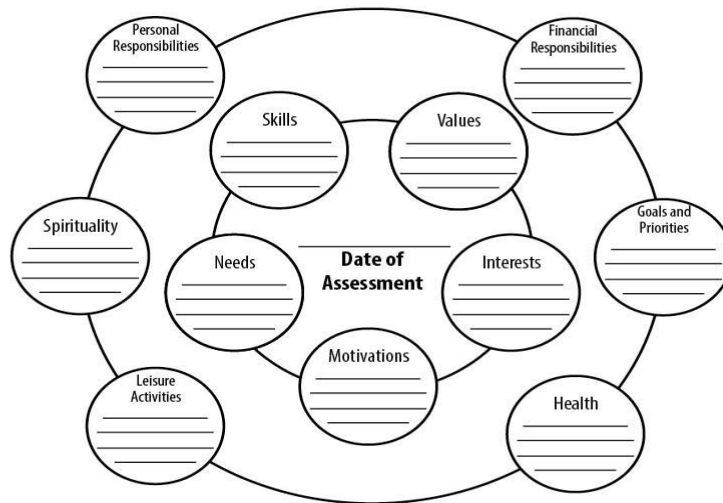 Personal
Responsibilities
Financial
Responsibilities
Skills
Values
Spirituality
Goals and
Priorities
Needs
Date of
Assessment
Interests
Motivations
Leisure
Activities
Health